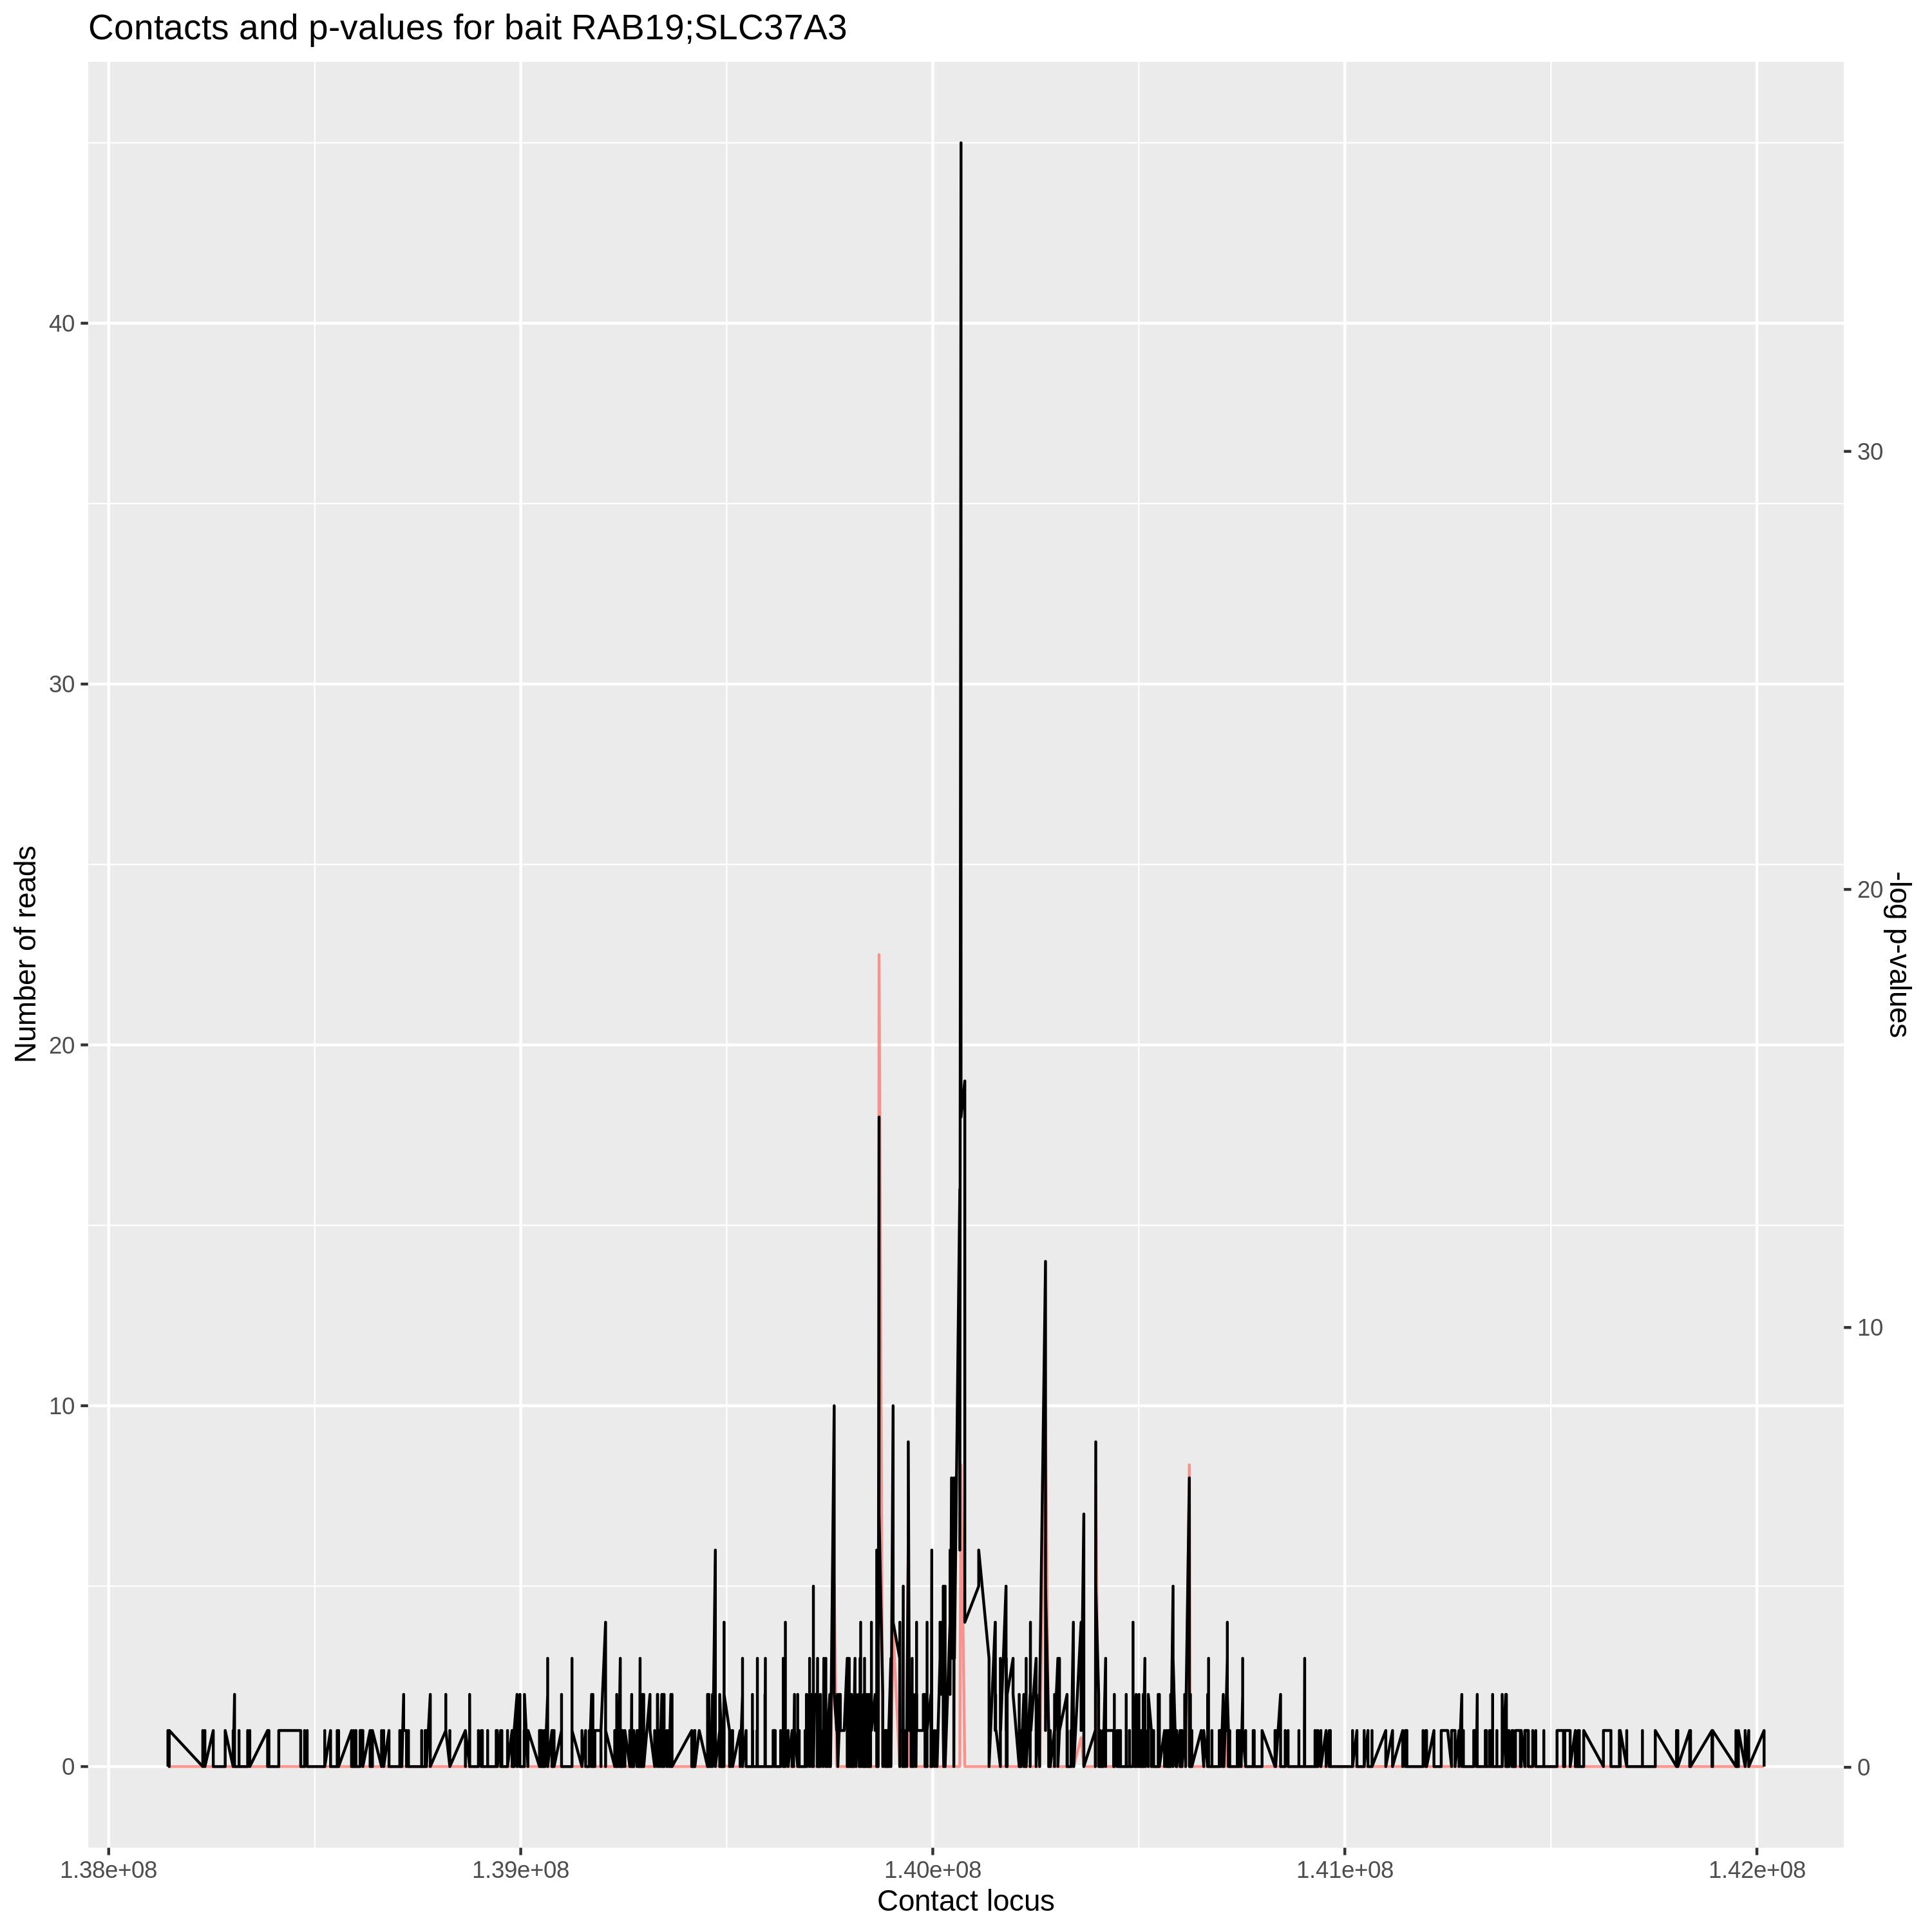 Contacts and p-values for bait RAB19;SLC37A3
Number of reads
40
30
20
10
0
30
20
10
0
-log p-values
1.38e+08
1.39e+08
1.40e+08
1.41e+08
1.42e+08
Contact locus